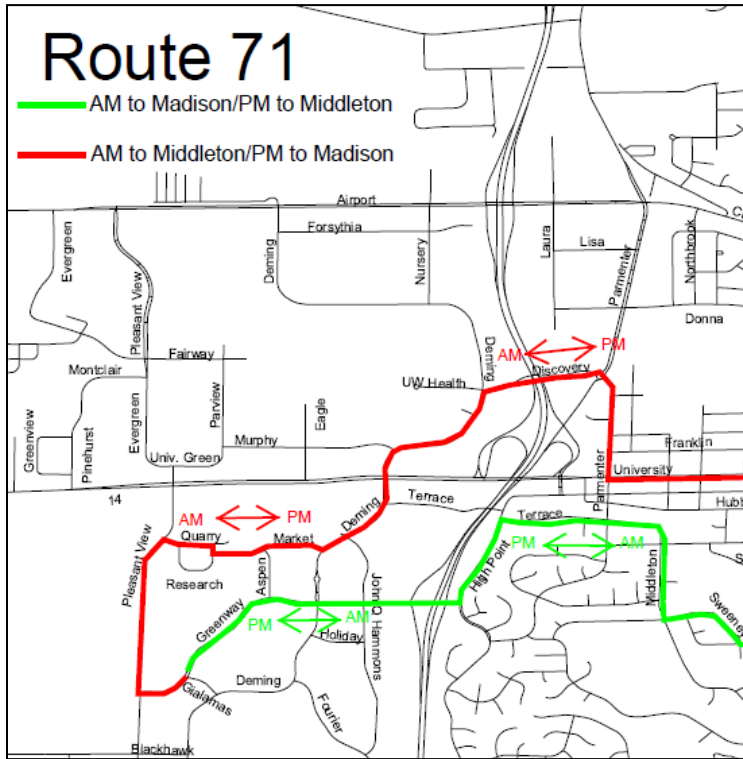 Route 71
AM to Madison/PM to Middleton
AM to Middleton/PM to Madison
Airport
Forsythia
Evergreen
Pleasant View
Deming
Nursery
Laura
Lisa
Parmenter
Northbrook
Donna
Fairway
Montclair
Greenview
Pinehurst
Evergreen
Parview
Eagle
Murphy
Univ. Green
UW Health
Deming
AM
PM
Discovery
Franklin
University
14
Terrace
Parmenter
Hubb
Terrace
AM
PM
Quarry
Market
Deming
Pleasant View
Research
Aspen
John Q Hammons
High Point
PM
AM
Middleton
S
Sweeney
Greenway
PM
AM
Holiday
Gialamas
Deming
Fourier
Blackhawk